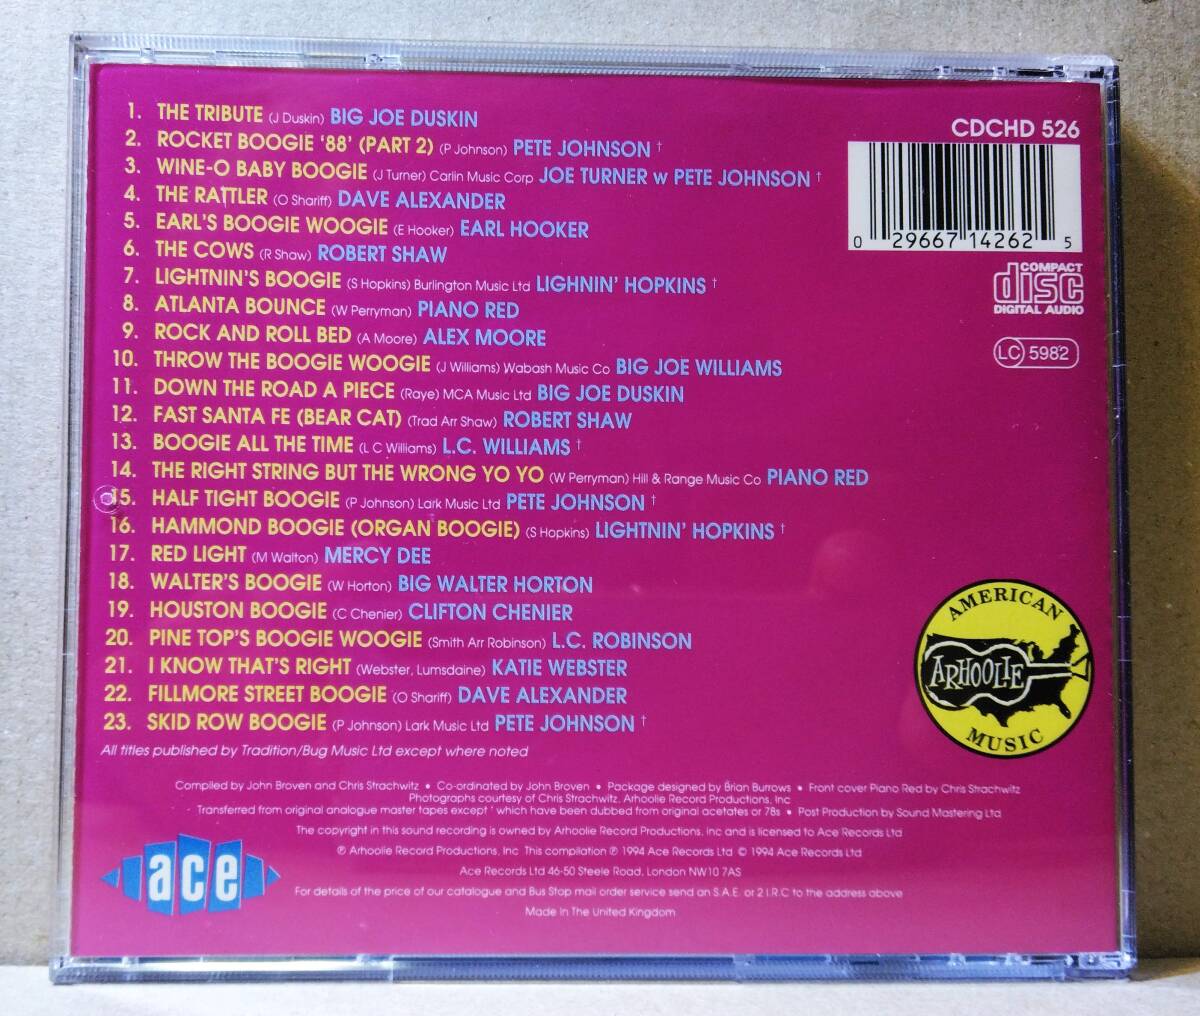 1. THE TRIBUTE (J Duskin) BIG JOE DUSKIN
2. ROCKET BOOGIE '88' (PART 2) (P Johnson) PETE JOHNSON †
3. WINE-O BABY BOOGIE (J Turner) Carlin Music Corp JOE TURNER w PETE JOHNSON †
4. THE RATTLER (O Shariff) DAVE ALEXANDER
5. EARL'S BOOGIE WOOGIE (E Hooker) EARL HOOKER
6. THE COWS (R Shaw) ROBERT SHAW
7. LIGHTNIN'S BOOGIE (S Hopkins) Burlington Music Ltd LIGHNIN' HOPKINS †
8. ATLANTA BOUNCE (W Perryman) PIANO RED
9. ROCK AND ROLL BED (A Moore) ALEX MOORE
10. THROW THE BOOGIE WOOGIE (J Williams) Wabash Music Co BIG JOE WILLIAMS
11. DOWN THE ROAD A PIECE (Raye) MCA Music Ltd BIG JOE DUSKIN
12. FAST SANTA FE (BEAR CAT) (Trad Arr Shaw) ROBERT SHAW
13. BOOGIE ALL THE TIME (L C Williams) L.C. WILLIAMS †
14. THE RIGHT STRING BUT THE WRONG YO YO (W Perryman) Hill & Range Music Co PIANO RED
15. HALF TIGHT BOOGIE (P Johnson) Lark Music Ltd PETE JOHNSON †
16. HAMMOND BOOGIE (ORGAN BOOGIE) (S Hopkins) LIGHTNIN' HOPKINS †
17. RED LIGHT (M Walton) MERCY DEE
18. WALTER'S BOOGIE (W Horton) BIG WALTER HORTON
19. HOUSTON BOOGIE (C Chenier) CLIFTON CHENIER
20. PINE TOP'S BOOGIE WOOGIE (Smith Arr Robinson) L.C. ROBINSON
21. I KNOW THAT'S RIGHT (Webster, Lumsdaine) KATIE WEBSTER
22. FILLMORE STREET BOOGIE (O Shariff) DAVE ALEXANDER
23. SKID ROW BOOGIE (P Johnson) Lark Music Ltd PETE JOHNSON †
All titles published by Tradition/Bug Music Ltd except where noted
CDCHD 526
0 29667 14262 5
COMPACT
disc
DIGITAL AUDIO
LC 5982
AMERICAN
ARHOOLIE
MUSIC
Compiled by John Broven and Chris Strachwitz • Co-ordinated by John Broven • Package designed by Brian Burrows • Front cover Piano Red by Chris Strachwitz
Photographs courtesy of Chris Strachwitz, Arhoolie Record Productions, Inc
Transferred from original analogue master tapes except ' which have been dubbed from original acetates or 78s • Post Production by Sound Mastering Ltd
The copyright in this sound recording is owned by Arhoolie Record Productions, inc and is licensed to Ace Records Ltd
℗ Arhoolie Record Productions, Inc This compilation ℗ 1994 Ace Records Ltd © 1994 Ace Records Ltd
Ace Records Ltd 46-50 Steele Road, London NW10 7AS
For details of the price of our catalogue and Bus Stop mail order service send an S.A.E. or 2 I.R.C to the address above
Made in The United Kingdom
ace